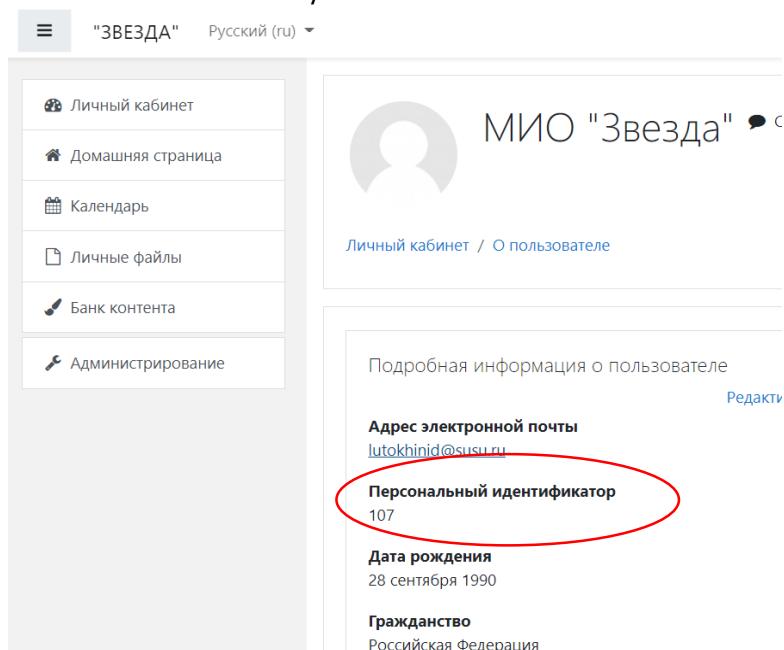 "ЗВЕЗДА" Русский (ru)
Личный кабинет
Домашняя страница
Календарь
Личные файлы
Банк контента
Администрирование
МИО "Звезда"
Личный кабинет / О пользователе
Подробная информация о пользователе
Редакти
Адрес электронной почты
lutokhinid@susu.ru
Персональный идентификатор
107
Дата рождения
28 сентября 1990
Гражданство
Российская Федерация